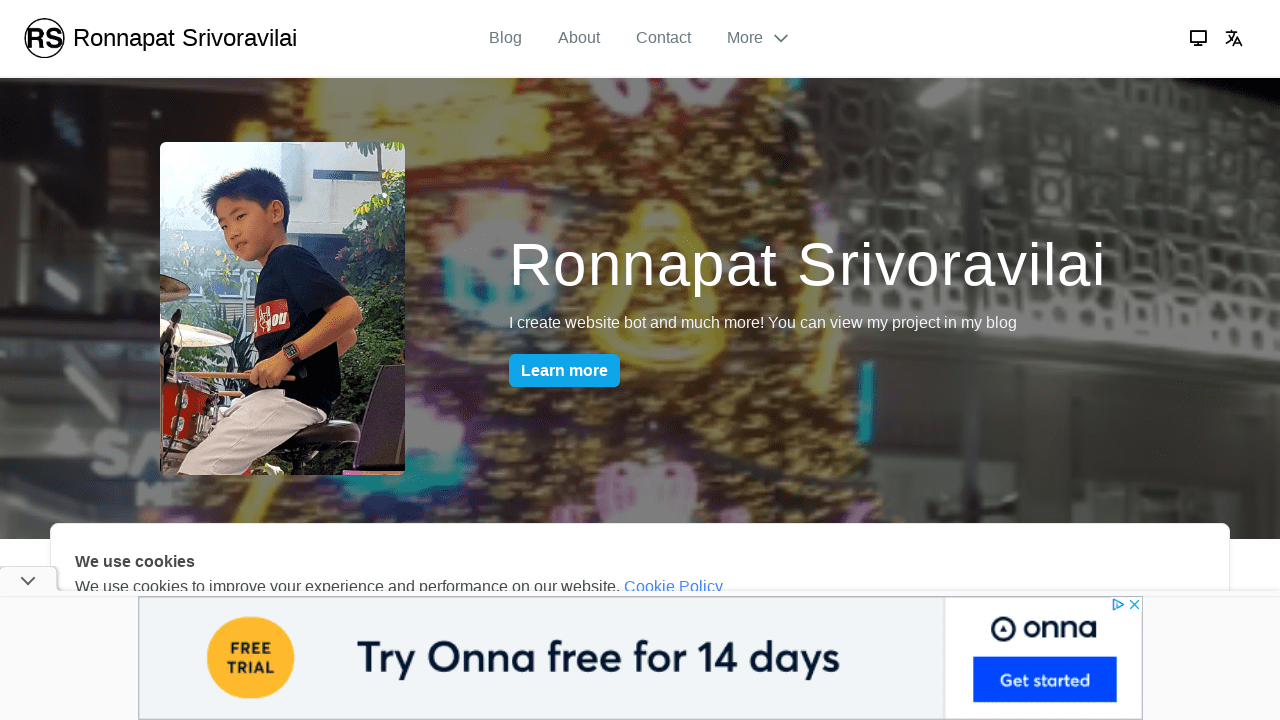 RS Ronnapat Srivoravilai
Blog
About
Contact
More
Ronnapat Srivoravilai
I create website bot and much more! You can view my project in my blog
Learn more
We use cookies
We use cookies to improve your experience and performance on our website. Cookie Policy
FREE
TRIAL
Try Onna free for 14 days
onna
Get started